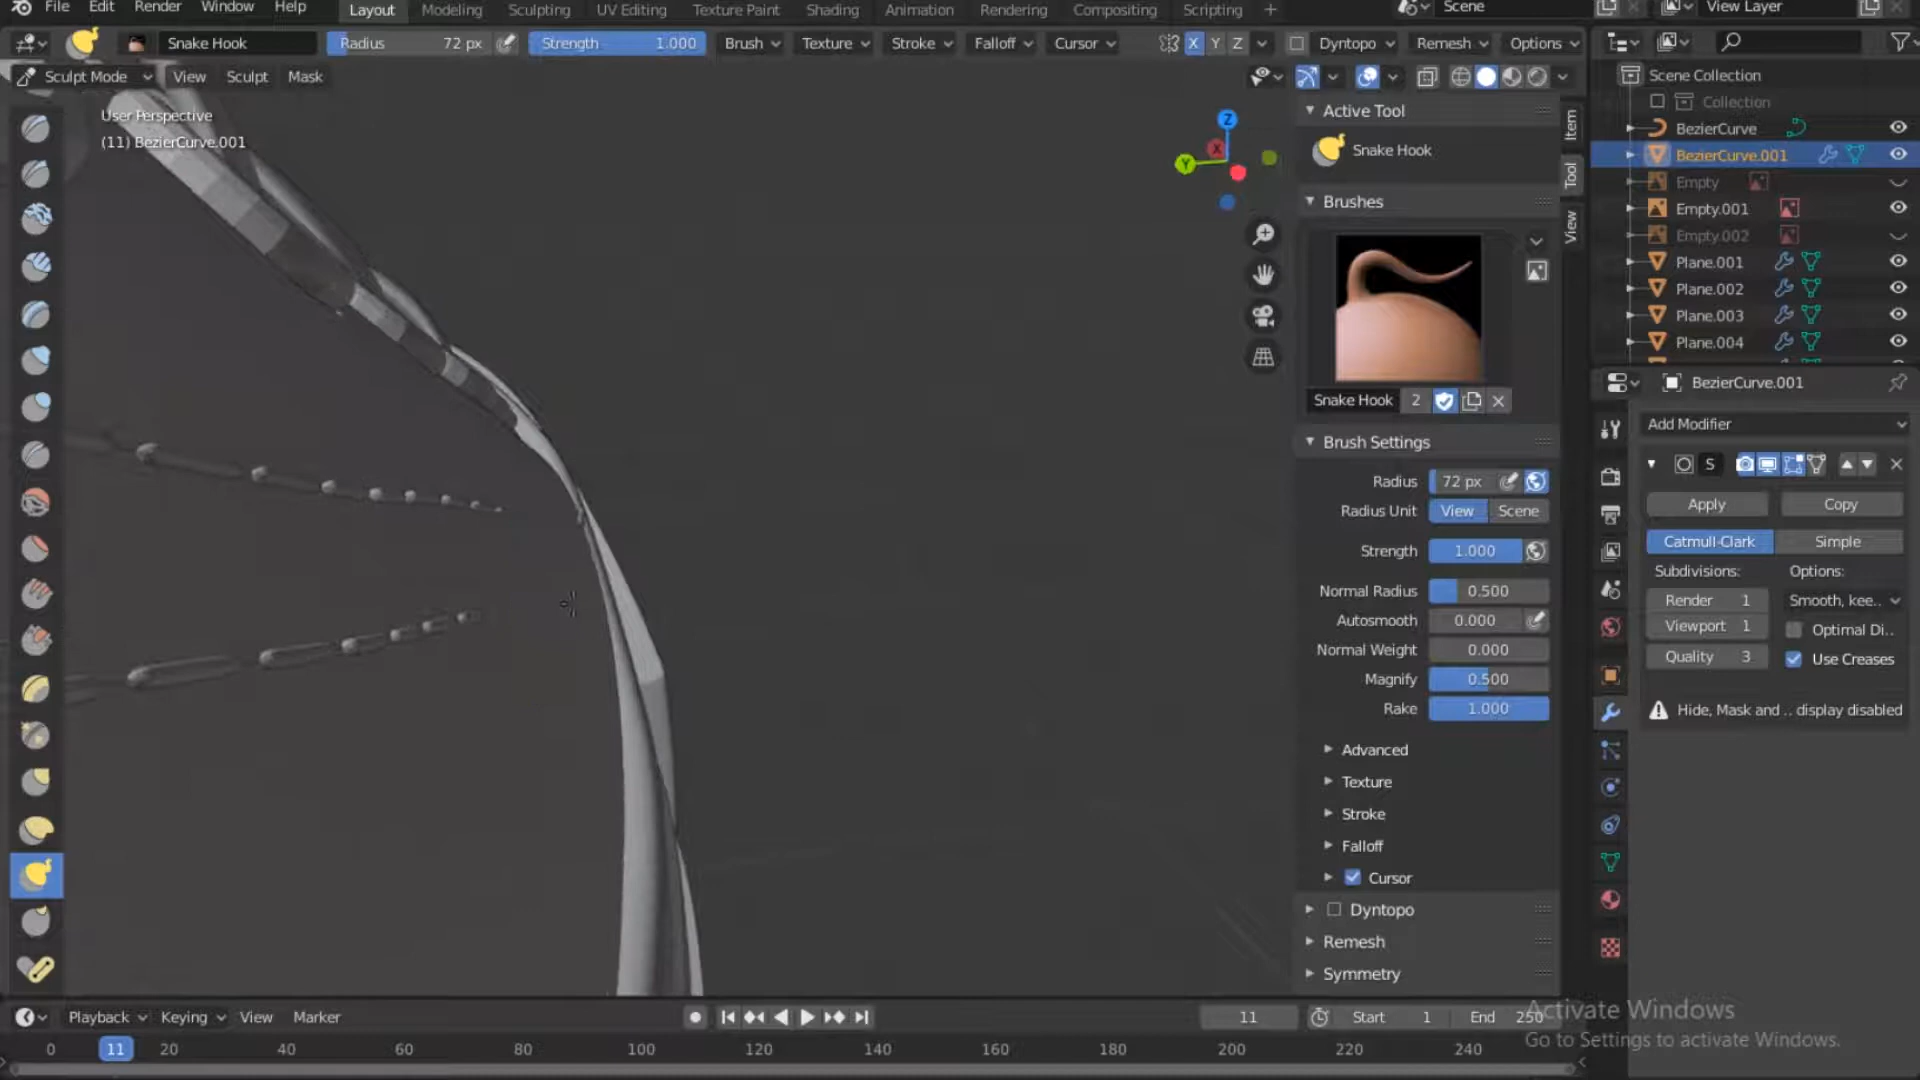 File Edit Render Window Help Layout Modeling Sculpting UV Editing Texture Paint Shading Animation Rendering Compositing Scripting + Scene View Layer
Snake Hook Radius 72 px Strength 1.000 Brush Texture Stroke Falloff Cursor X Y Z Dyntopo Remesh Options
Sculpt Mode View Sculpt Mask
User Perspective
(11) BezierCurve.001
Z
X
Y
Active Tool
Snake Hook
Brushes
Snake Hook 2
Brush Settings
Radius 72 px
Radius Unit View Scene
Strength 1.000
Normal Radius 0.500
Autosmooth 0.000
Normal Weight 0.000
Magnify 0.500
Rake 1.000
Advanced
Texture
Stroke
Falloff
Cursor
Dyntopo
Remesh
Symmetry
Item
Tool
View
Scene Collection
Collection
BezierCurve
BezierCurve.001
Empty
Empty.001
Empty.002
Plane.001
Plane.002
Plane.003
Plane.004
BezierCurve.001
Add Modifier
S
Apply Copy
Catmull-Clark Simple
Subdivisions: Options:
Render 1 Smooth, kee..
Viewport 1 Optimal Di..
Quality 3 Use Creases
Hide, Mask and .. display disabled
Activate Windows
Go to Settings to activate Windows.
Playback Keying View Marker 11 Start 1 End 250
0 11 20 40 60 80 100 120 140 160 180 200 220 240